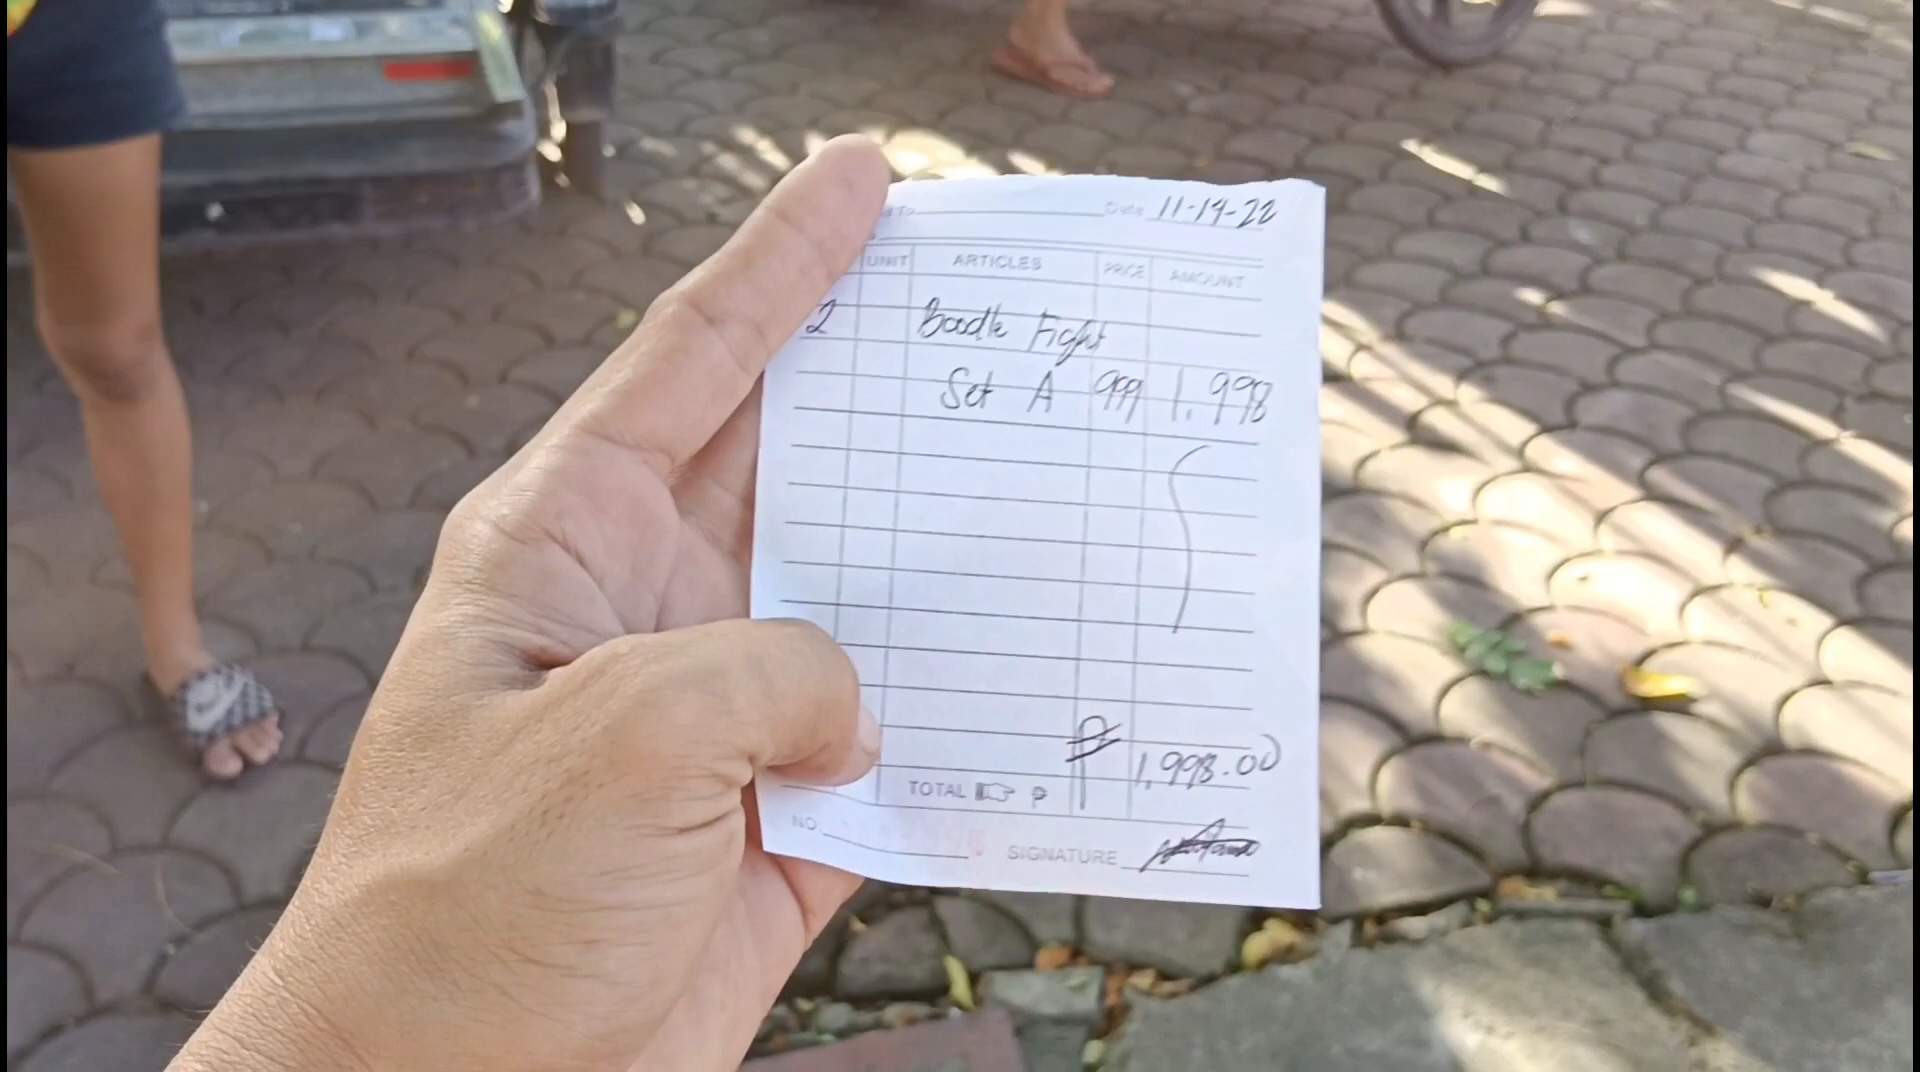 To Date 11-14-22
UNIT ARTICLES PRICE AMOUNT
2 Boodle Fight
Set A 999 1,998
₱ 1,998.00
TOTAL ₱
NO. SIGNATURE